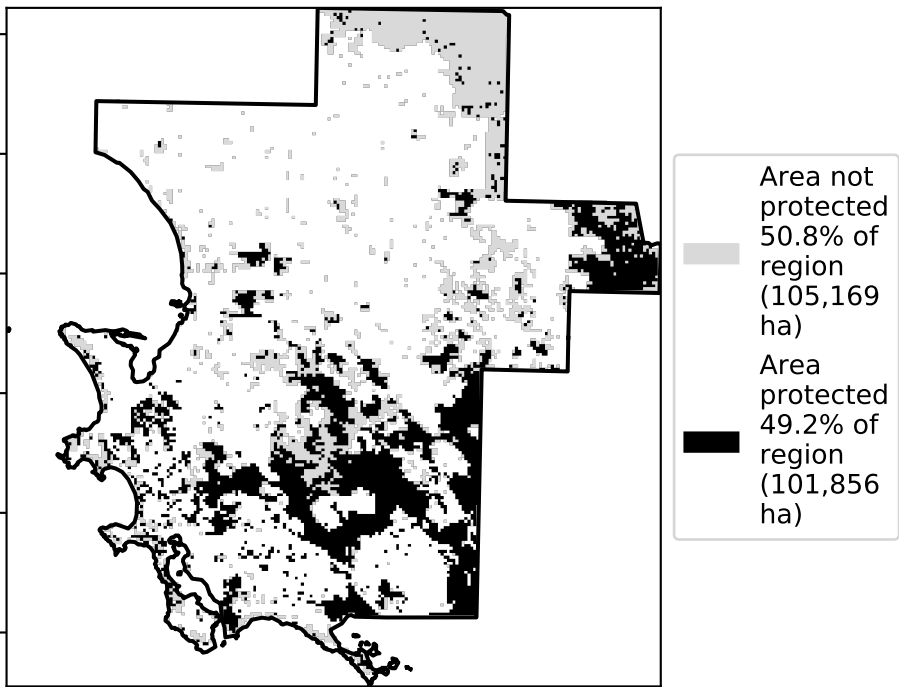 Area not
protected
50.8% of
region
(105,169
ha)
Area
protected
49.2% of
region
(101,856
ha)